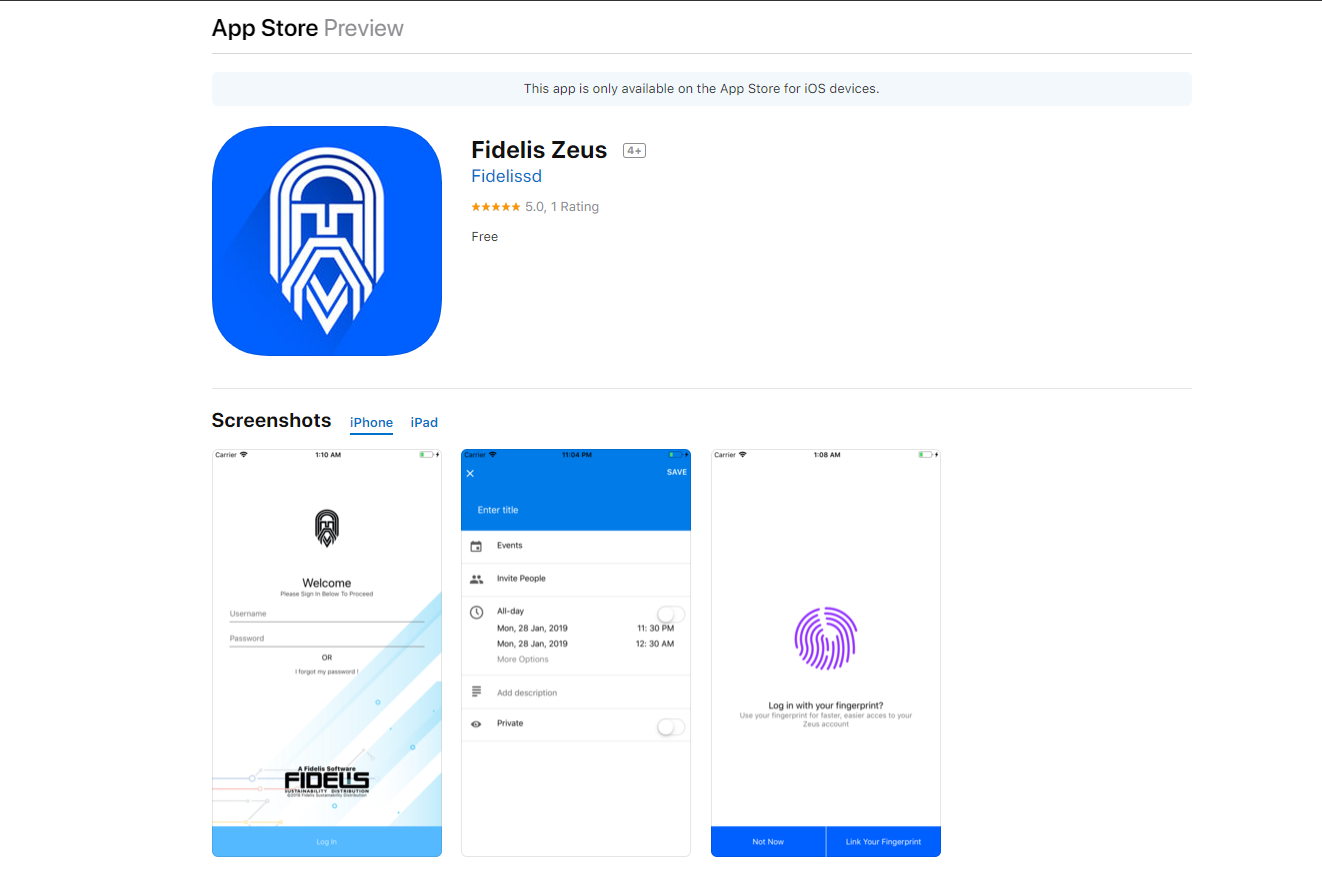 App Store Preview
This app is only available on the App Store for iOS devices.
Fidelis Zeus 4+
Fidelissd
★★★★★ 5.0, 1 Rating
Free
Screenshots iPhone iPad
Carrier 1:10 AM
Welcome
Please Sign In Below To Proceed
Username
Password
OR
I forgot my password !
A Fidelis Software
FIDELIS
SUSTAINABILITY DISTRIBUTION
©2019 Fidelis Sustainability Distribution
Log In
Carrier 11:04 PM
× SAVE
Enter title
Events
Invite People
All-day
Mon, 28 Jan, 2019 11: 30 PM
Mon, 28 Jan, 2019 12: 30 AM
More Options
Add description
Private
Carrier 1:08 AM
Log in with your fingerprint?
Use your fingerprint for faster, easier acces to your
Zeus account
Not Now Link Your Fingerprint